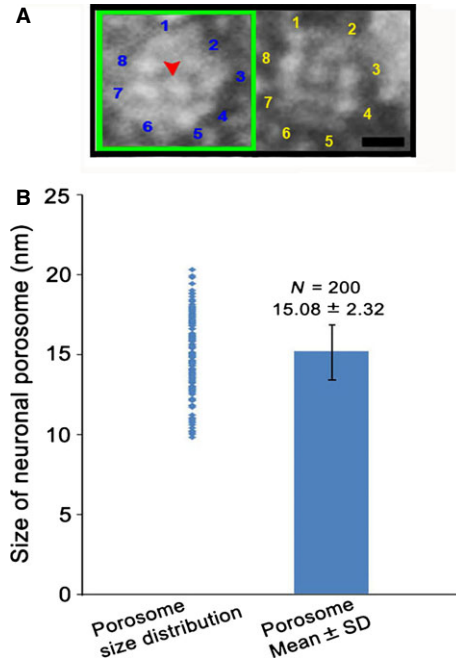 A
1
2
3
4
5
6
7
8
1
2
3
4
5
6
7
8
B
Size of neuronal porosome (nm)
25
20
15
10
5
0
N = 200
15.08 ± 2.32
Porosome
size distribution
Porosome
Mean ± SD